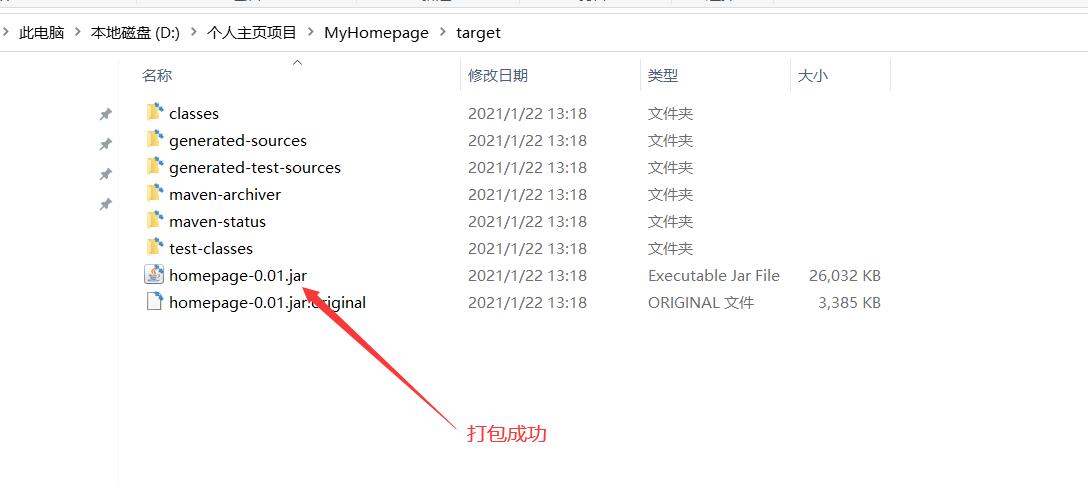 此电脑 > 本地磁盘 (D:) > 个人主页项目 > MyHomepage > target
名称 修改日期 类型 大小
classes 2021/1/22 13:18 文件夹
generated-sources 2021/1/22 13:18 文件夹
generated-test-sources 2021/1/22 13:18 文件夹
maven-archiver 2021/1/22 13:18 文件夹
maven-status 2021/1/22 13:18 文件夹
test-classes 2021/1/22 13:18 文件夹
homepage-0.01.jar 2021/1/22 13:18 Executable Jar File 26,032 KB
homepage-0.01.jar.original 2021/1/22 13:18 ORIGINAL 文件 3,385 KB
打包成功